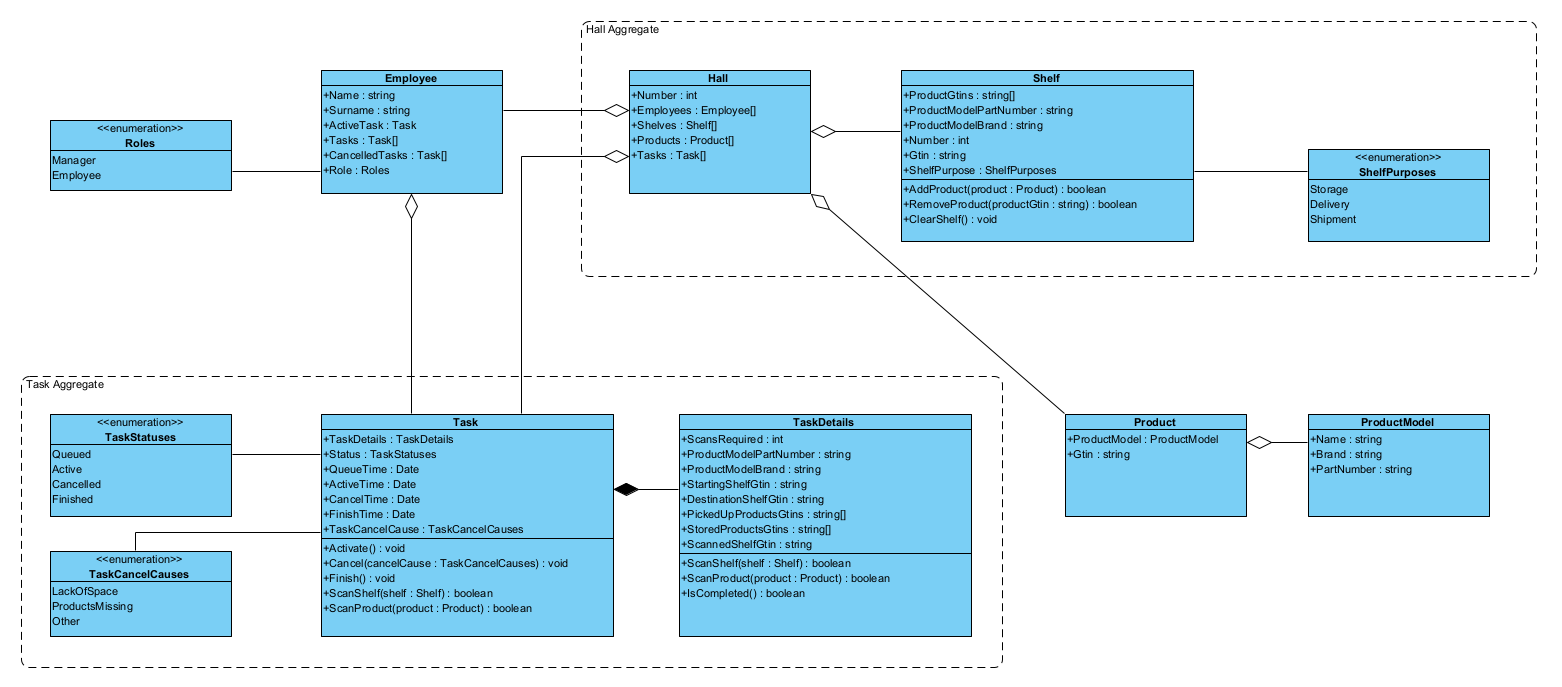 Hall Aggregate
Employee
+Name : string
+Surname : string
+ActiveTask : Task
+Tasks : Task[]
+CancelledTasks : Task[]
+Role : Roles
Hall
+Number : int
+Employees : Employee[]
+Shelves : Shelf[]
+Products : Product[]
+Tasks : Task[]
Shelf
+ProductGtins : string[]
+ProductModelPartNumber : string
+ProductModelBrand : string
+Number : int
+Gtin : string
+ShelfPurpose : ShelfPurposes
+AddProduct(product : Product) : boolean
+RemoveProduct(productGtin : string) : boolean
+ClearShelf() : void
<<enumeration>>
Roles
Manager
Employee
<<enumeration>>
ShelfPurposes
Storage
Delivery
Shipment
Task Aggregate
<<enumeration>>
TaskStatuses
Queued
Active
Cancelled
Finished
Task
+TaskDetails : TaskDetails
+Status : TaskStatuses
+QueueTime : Date
+ActiveTime : Date
+CancelTime : Date
+FinishTime : Date
+TaskCancelCause : TaskCancelCauses
+Activate() : void
+Cancel(cancelCause : TaskCancelCauses) : void
+Finish() : void
+ScanShelf(shelf : Shelf) : boolean
+ScanProduct(product : Product) : boolean
TaskDetails
+ScansRequired : int
+ProductModelPartNumber : string
+ProductModelBrand : string
+StartingShelfGtin : string
+DestinationShelfGtin : string
+PickedUpProductsGtins : string[]
+StoredProductsGtins : string[]
+ScannedShelfGtin : string
+ScanShelf(shelf : Shelf) : boolean
+ScanProduct(product : Product) : boolean
+IsCompleted() : boolean
Product
+ProductModel : ProductModel
+Gtin : string
ProductModel
+Name : string
+Brand : string
+PartNumber : string
<<enumeration>>
TaskCancelCauses
LackOfSpace
ProductsMissing
Other